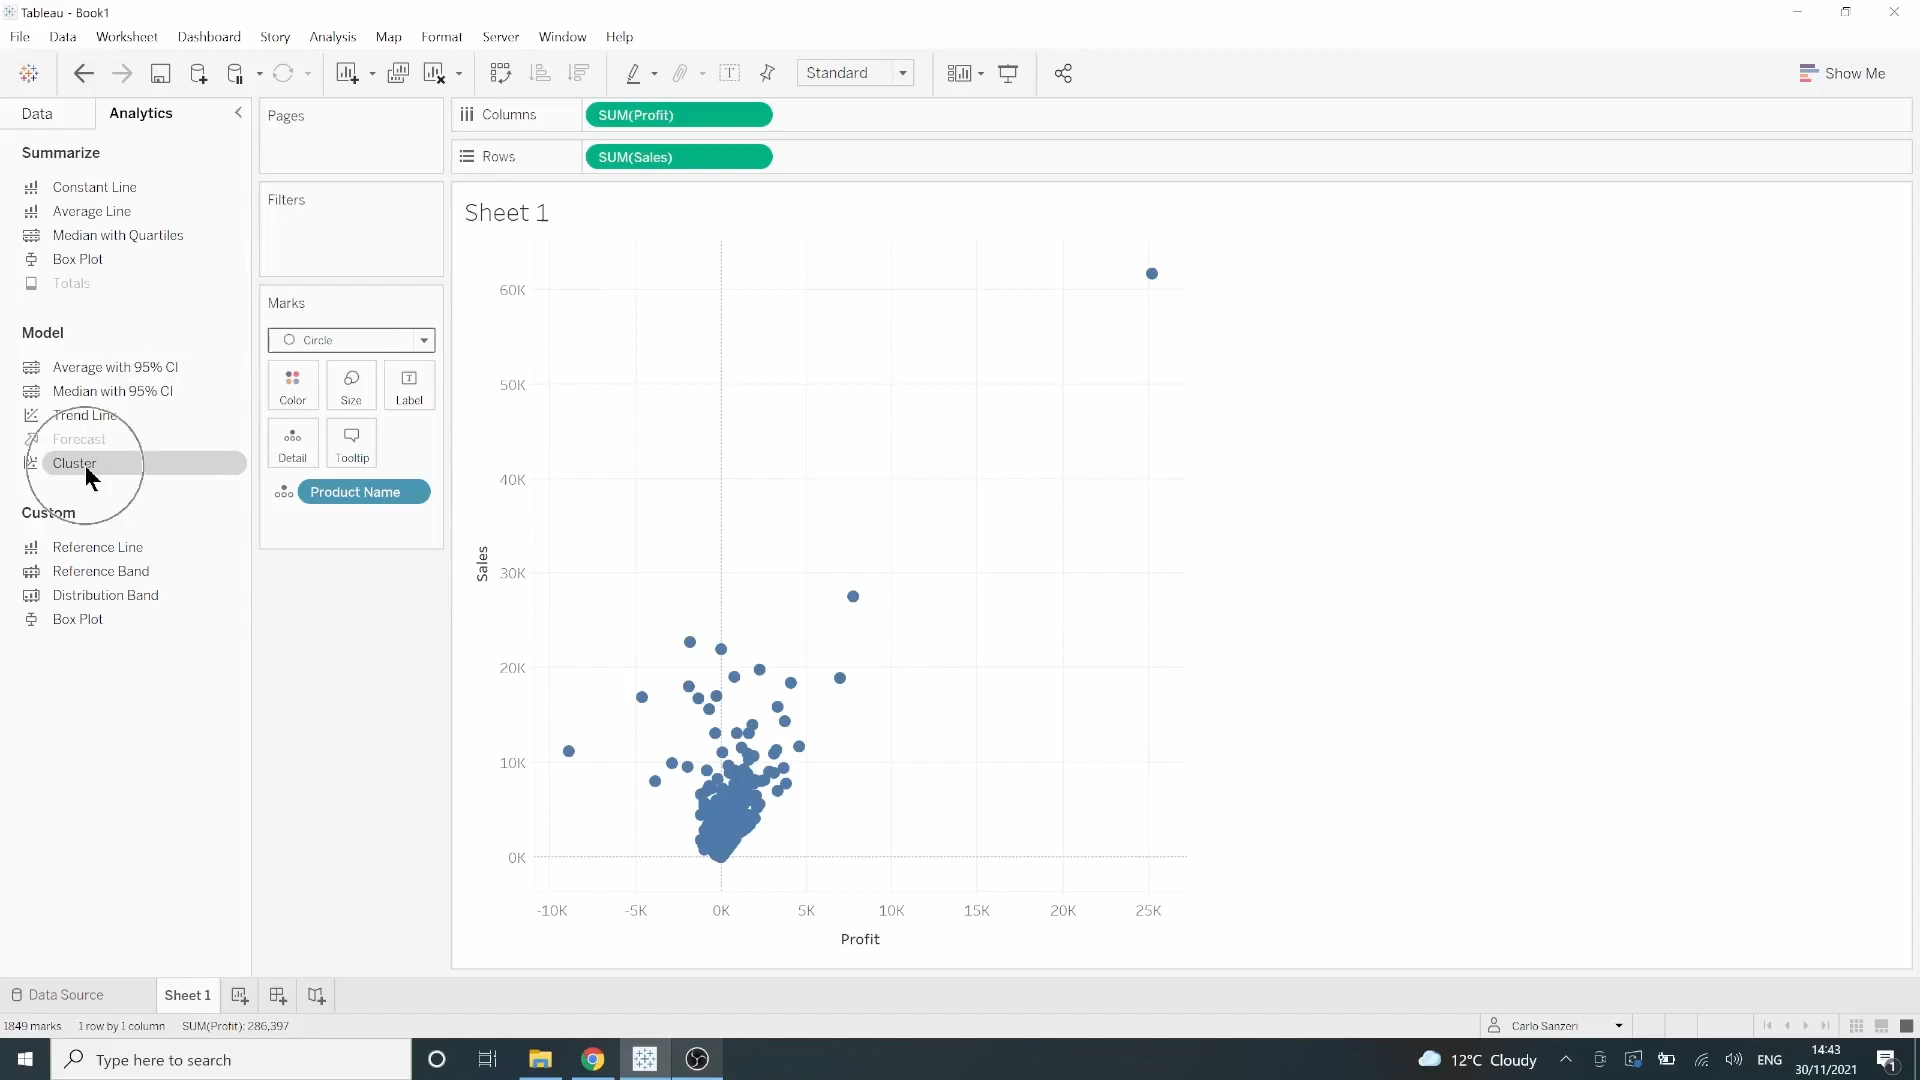 Tableau - Book1
File Data Worksheet Dashboard Story Analysis Map Format Server Window Help
Standard
Show Me
Data Analytics
Summarize
Constant Line
Average Line
Median with Quartiles
Box Plot
Totals
Model
Average with 95% CI
Median with 95% CI
Trend Line
Forecast
Cluster
Custom
Reference Line
Reference Band
Distribution Band
Box Plot
Pages
Filters
Marks
Circle
Color Size Label
Detail Tooltip
Product Name
Columns SUM(Profit)
Rows SUM(Sales)
Sheet 1
60K
50K
40K
30K
20K
10K
0K
Sales
-10K -5K 0K 5K 10K 15K 20K 25K
Profit
Data Source Sheet 1
1849 marks 1 row by 1 column SUM(Profit): 286,397
Carlo Sanzeri
Type here to search
12°C Cloudy
ENG
14:43
30/11/2021
1